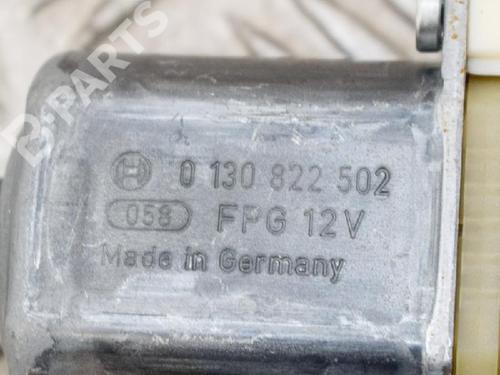 B-PARTS
0 130 822 502
058 FPG 12V
Made in Germany